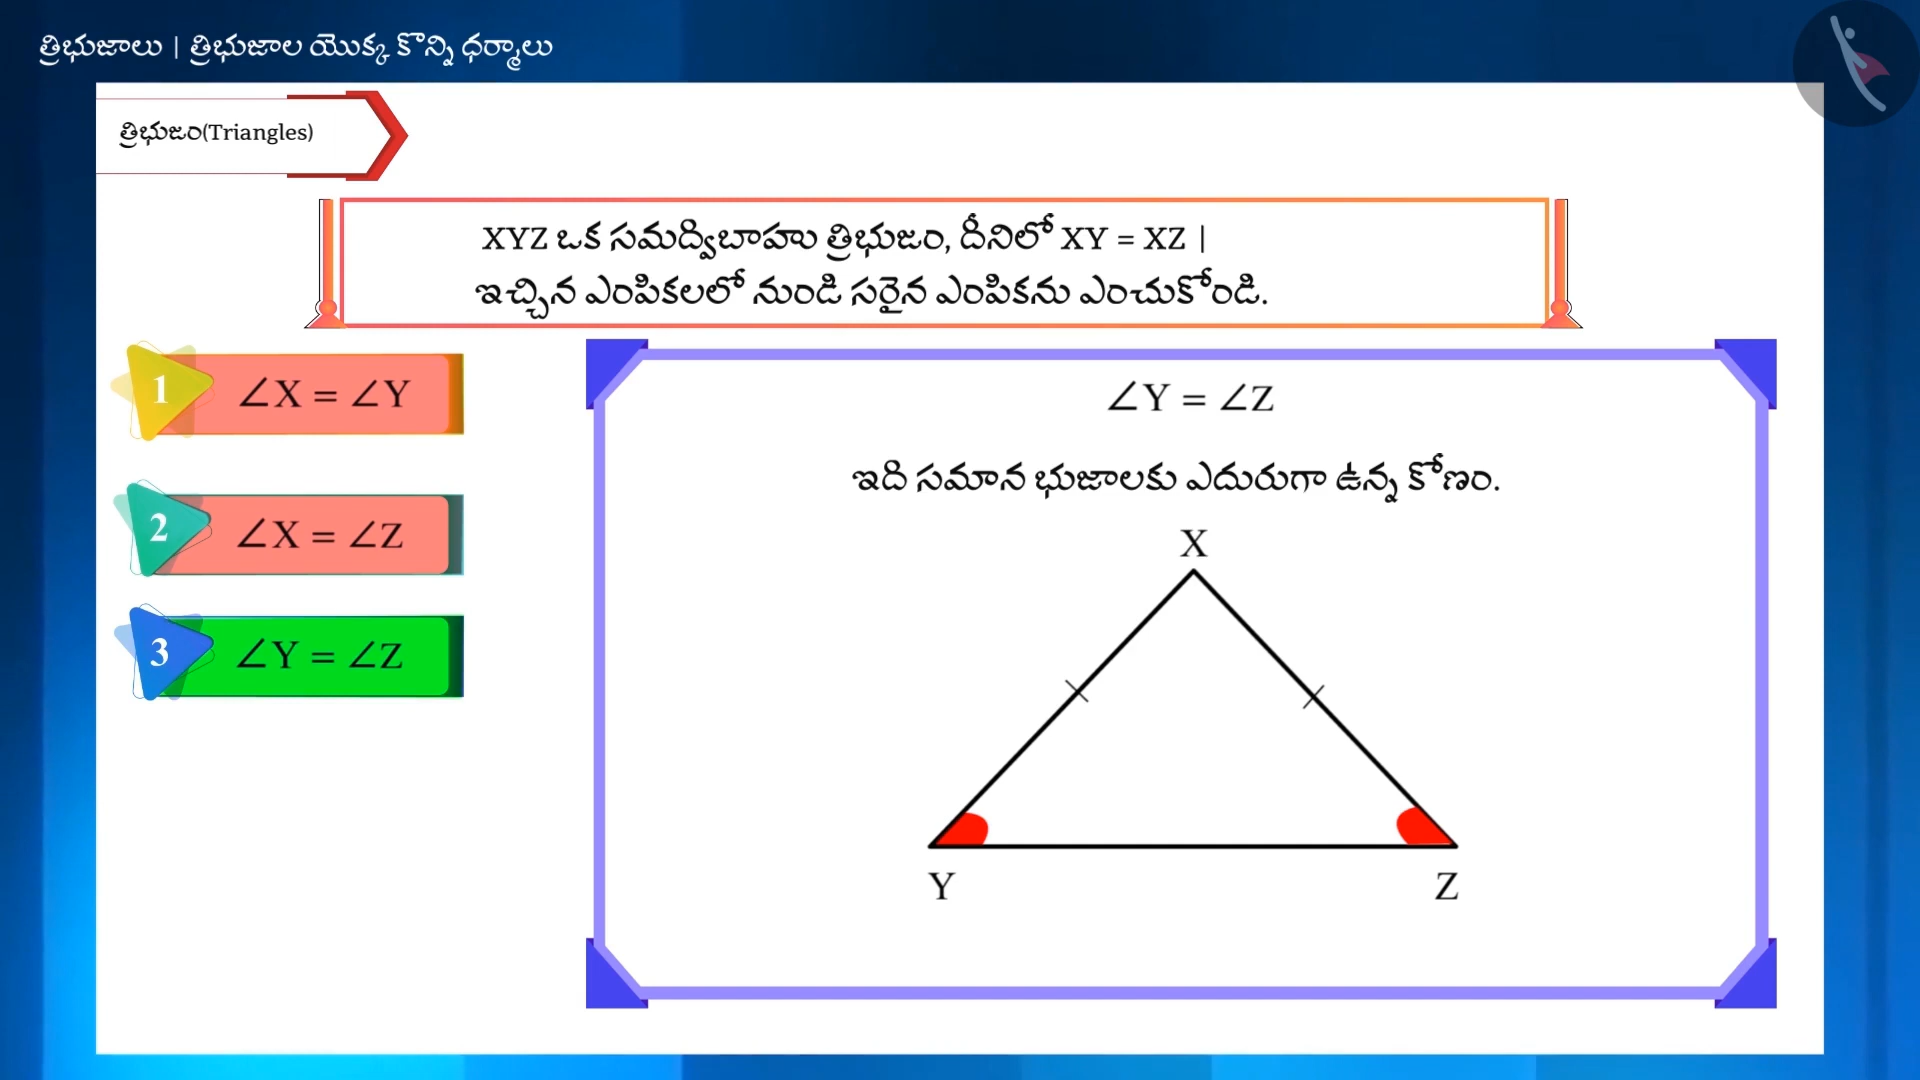 త్రిభుజాలు | త్రిభుజాల యొక్క కొన్ని ధర్మాలు
త్రిభుజం(Triangles)
XYZ ఒక సమద్విబాహు త్రిభుజం, దీనిలో XY = XZ |
ఇచ్చిన ఎంపికలలో నుండి సరైన ఎంపికను ఎంచుకోండి.
1 ∠X = ∠Y
2 ∠X = ∠Z
3 ∠Y = ∠Z
∠Y = ∠Z
ఇది సమాన భుజాలకు ఎదురుగా ఉన్న కోణం.
X
Y Z